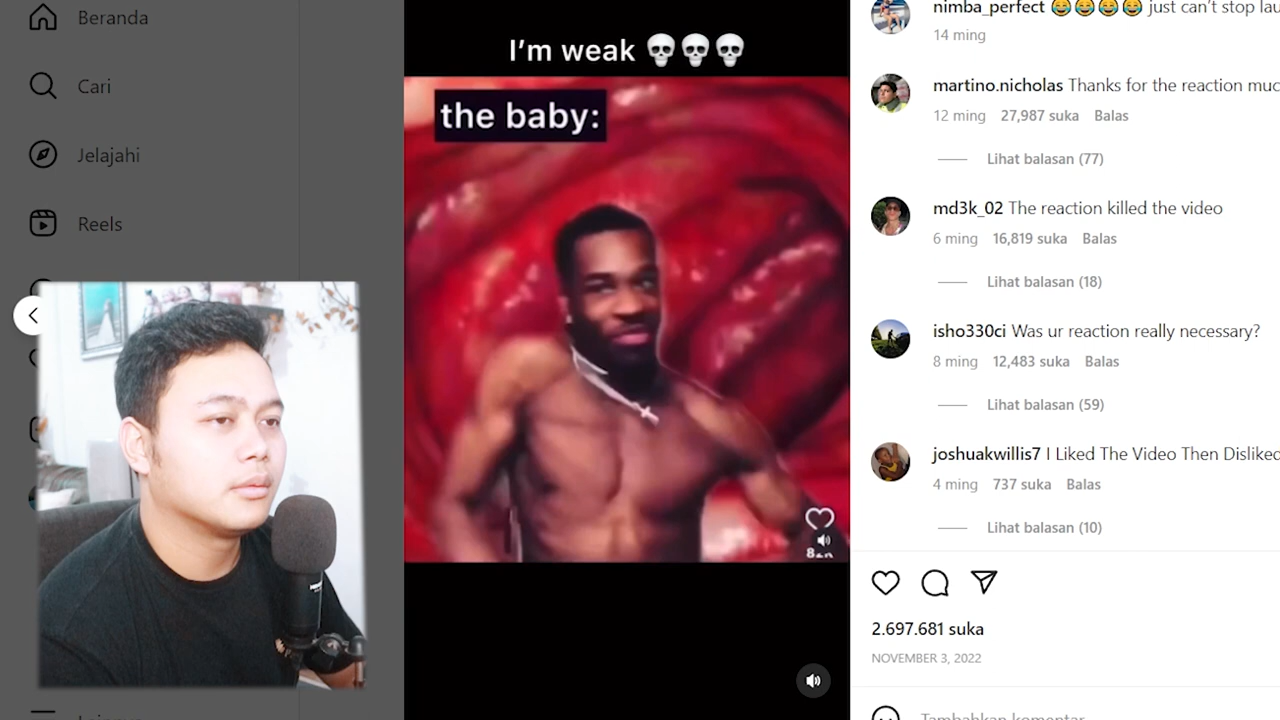 Beranda
Cari
Jelajahi
Reels
I'm weak 💀💀💀
the baby:
nimba_perfect 😂😂😂😂 just can't stop
14 ming
martino.nicholas Thanks for the reaction
12 ming 27,987 suka Balas
Lihat balasan (77)
md3k_02 The reaction killed the video
6 ming 16,819 suka Balas
Lihat balasan (18)
isho330ci Was ur reaction really necessary?
8 ming 12,483 suka Balas
Lihat balasan (59)
joshuakwillis7 I Liked The Video Then Disliked
4 ming 737 suka Balas
Lihat balasan (10)
2.697.681 suka
NOVEMBER 3, 2022
Tambahkan komentar